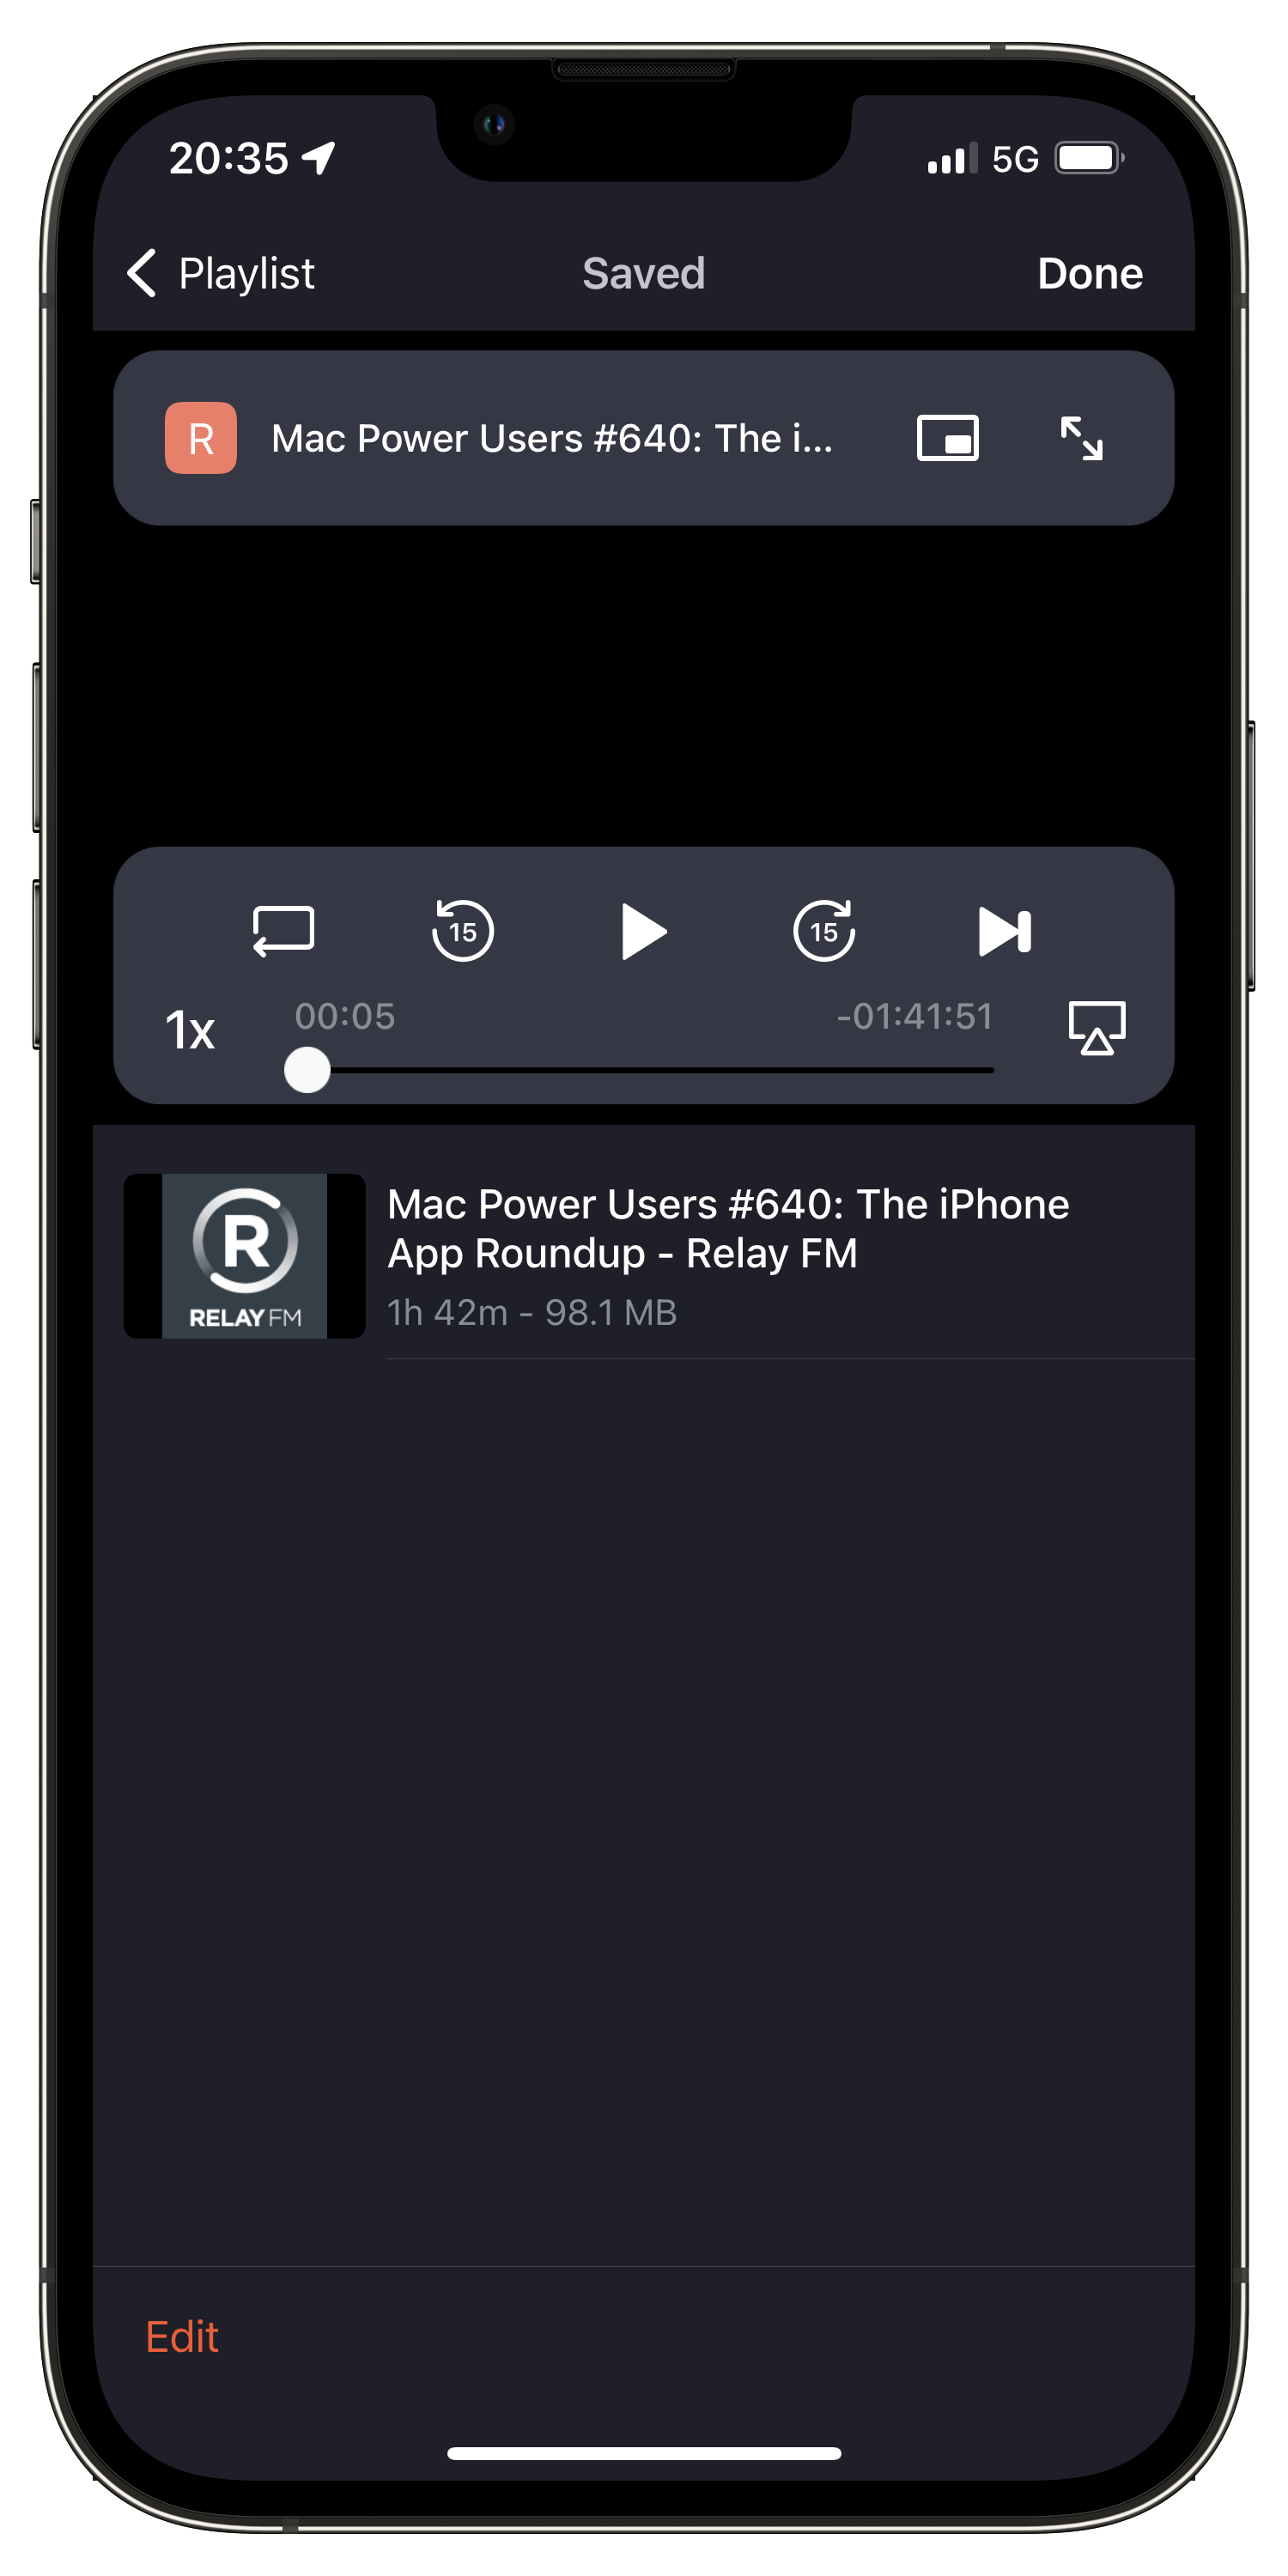 20:35
5G
Playlist
Saved
Done
R
Mac Power Users #640: The i...
15
15
1x
00:05
-01:41:51
R
RELAY FM
Mac Power Users #640: The iPhone
App Roundup - Relay FM
1h 42m - 98.1 MB
Edit